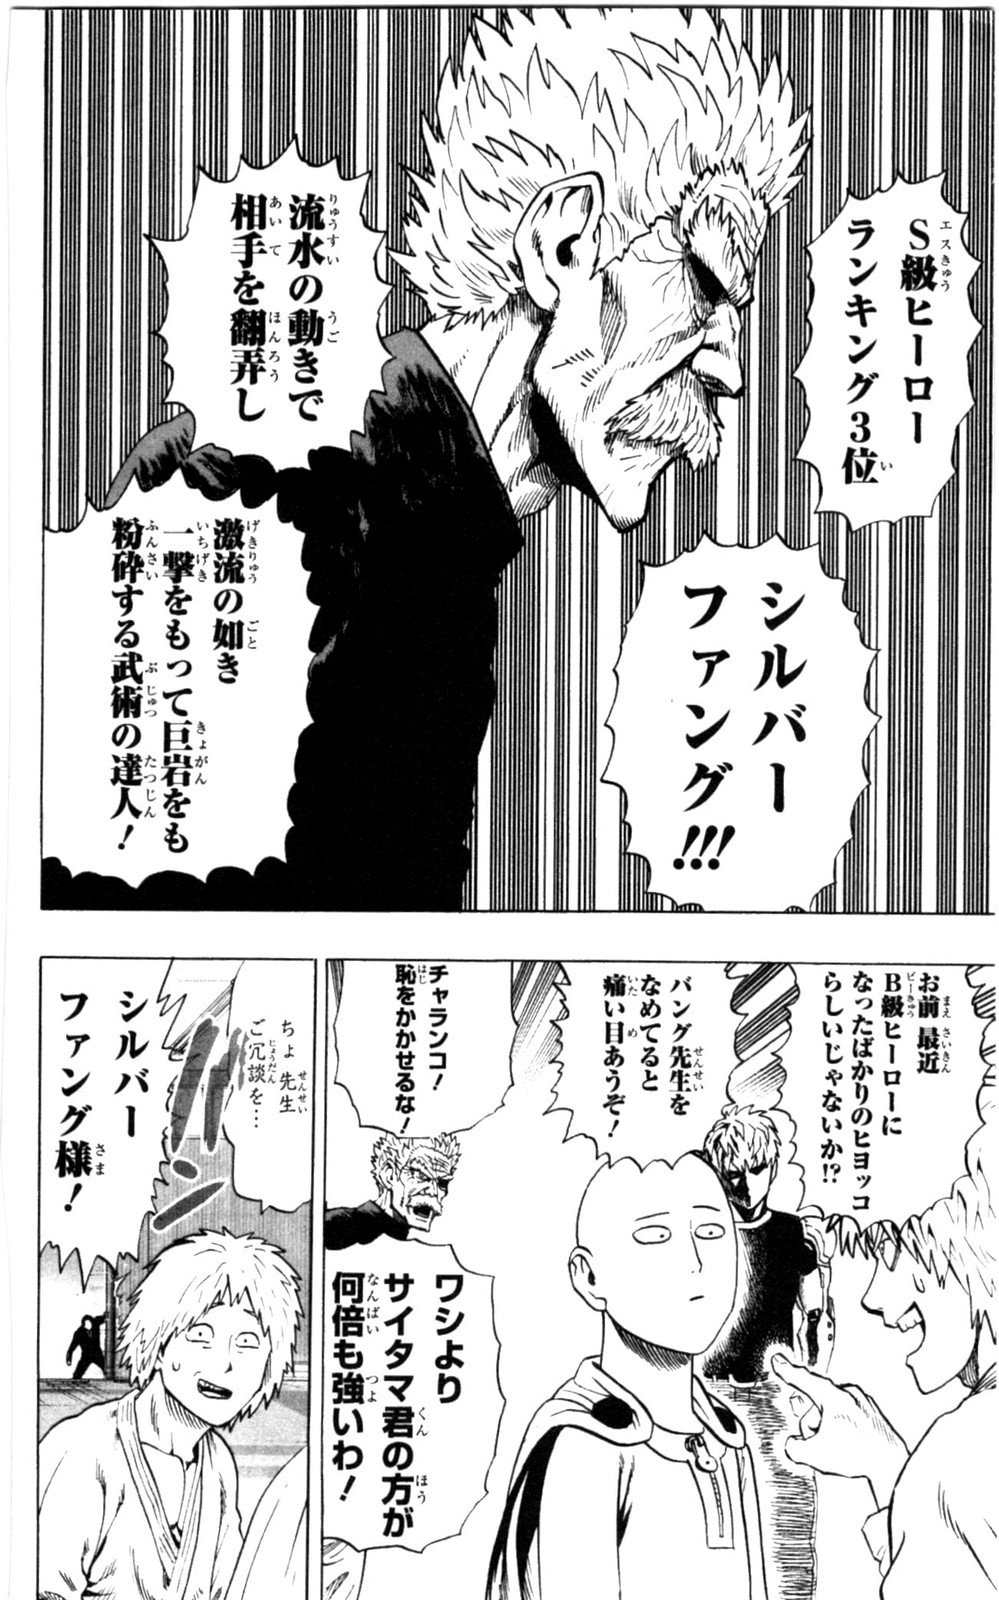 S級ヒーロー
ランキング3位
シルバー
ファング!!!
流水の動きで
相手を翻弄し
激流の如き
一撃をもって巨岩をも
粉砕する武術の達人!
お前 最近
B級ヒーローに
なったばかりのヒヨッコ
らしいじゃないか!?
バング先生を
なめてると
痛い目あうぞ!
チャランコ!
恥をかかせるな!
ワシより
サイタマ君の方が
何倍も強いわ!
ちょ 先生
ご冗談を…
シルバー
ファング様!
バン